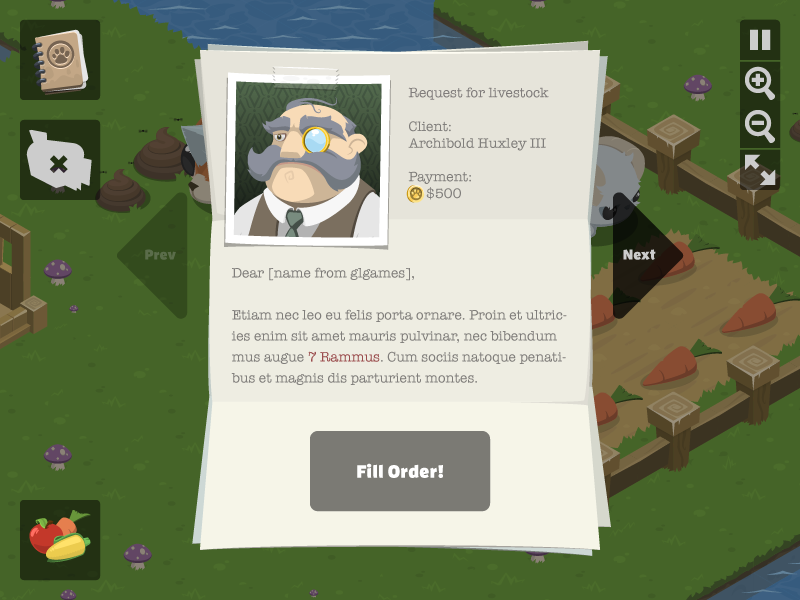 Request for livestock
Client:
Archibold Huxley III
Payment:
$500
Prev
Next
Dear [name from glgames],
Etiam nec leo eu felis porta ornare. Proin et ultric-
ies enim sit amet mauris pulvinar, nec bibendum
mus augue 7 Rammus. Cum sociis natoque penati-
bus et magnis dis parturient montes.
Fill Order!